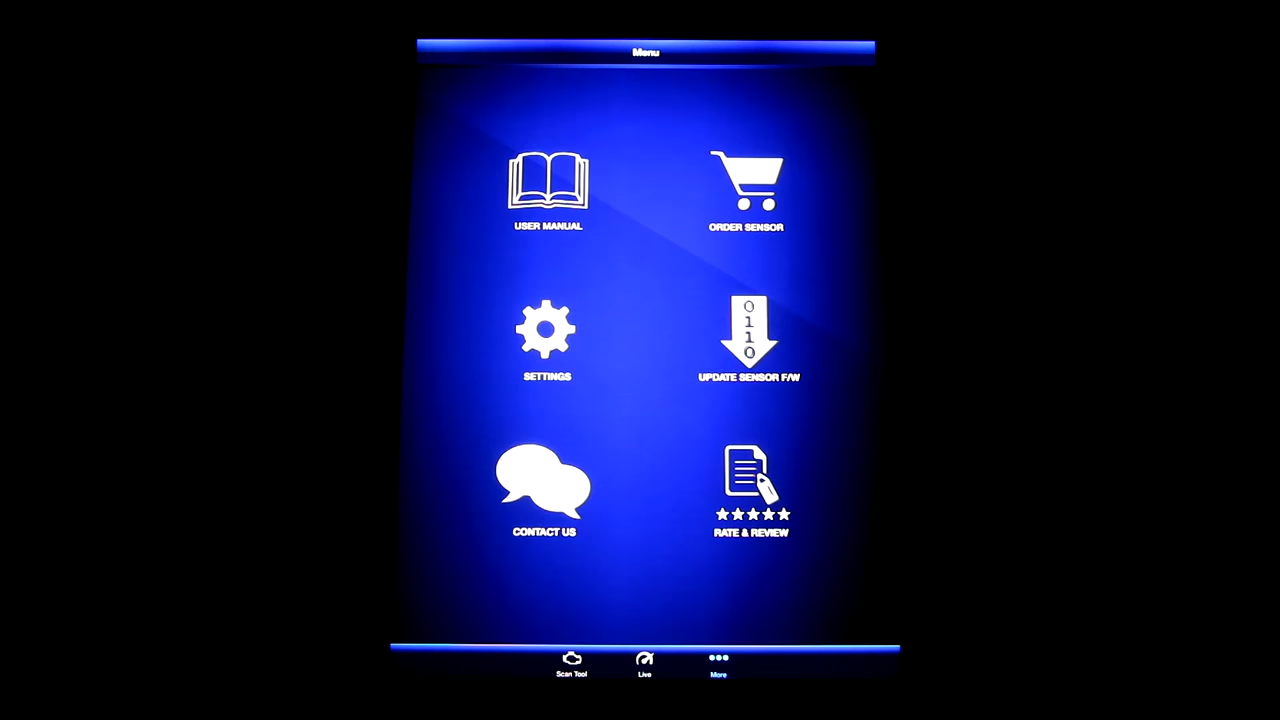 Menu
USER MANUAL
ORDER SENSOR
0
1
1
0
SETTINGS
UPDATE SENSOR F/W
CONTACT US
RATE & REVIEW
Scan Tool
Live
More